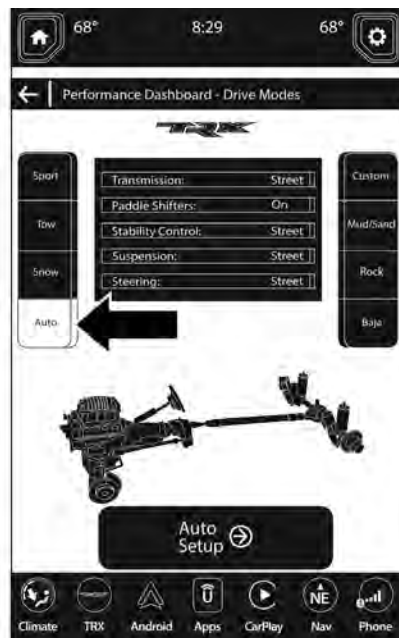 68° 8:29 68°
Performance Dashboard - Drive Modes
TRX
Sport
Tow
Snow
Auto
Transmission: Street
Paddle Shifters: On
Stability Control: Street
Suspension: Street
Steering: Street
Custom
Mud/Sand
Rock
Baja
Auto
Setup
NE
Climate TRX Android Apps CarPlay Nav Phone